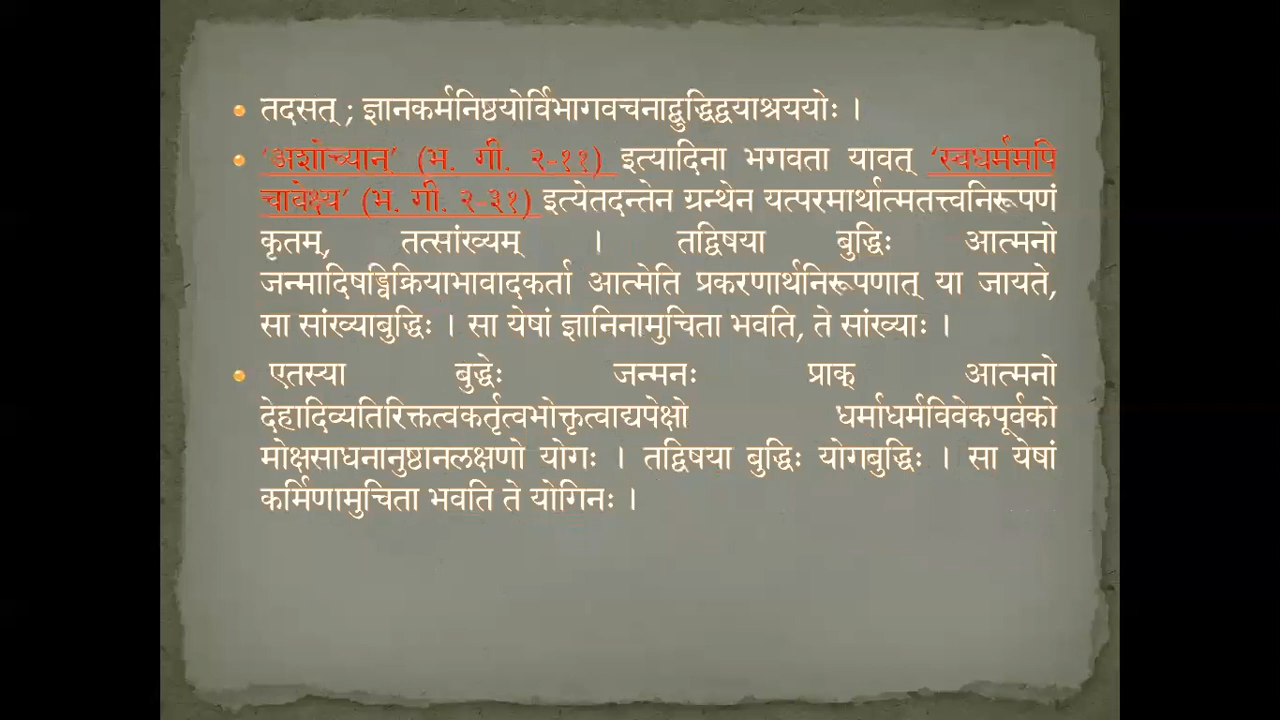 तदसत् ; ज्ञानकर्मनिष्ठयोर्विभागवचनाद्बुद्धिद्वयाश्रययोः ।
‘अशोच्यान्’ (भ. गी. २-११) इत्यादिना भगवता यावत् ‘स्वधर्ममपि
चावेक्ष्य’ (भ. गी. २-३१) इत्येतदन्तेन ग्रन्थेन यत्परमार्थात्मतत्त्वनिरूपणं
कृतम्, तत्सांख्यम् । तद्विषया बुद्धिः आत्मनो
जन्मादिषड्विक्रियाभावादकर्ता आत्मेति प्रकरणार्थनिरूपणात् या जायते,
सा सांख्याबुद्धिः । सा येषां ज्ञानिनामुचिता भवति, ते सांख्याः ।
एतस्या बुद्धेः जन्मनः प्राक् आत्मनो
देहादिव्यतिरिक्तत्वकर्तृत्वभोक्तृत्वाद्यपेक्षो धर्माधर्मविवेकपूर्वको
मोक्षसाधनानुष्ठानलक्षणो योगः । तद्विषया बुद्धिः योगबुद्धिः । सा येषां
कर्मिणामुचिता भवति ते योगिनः ।